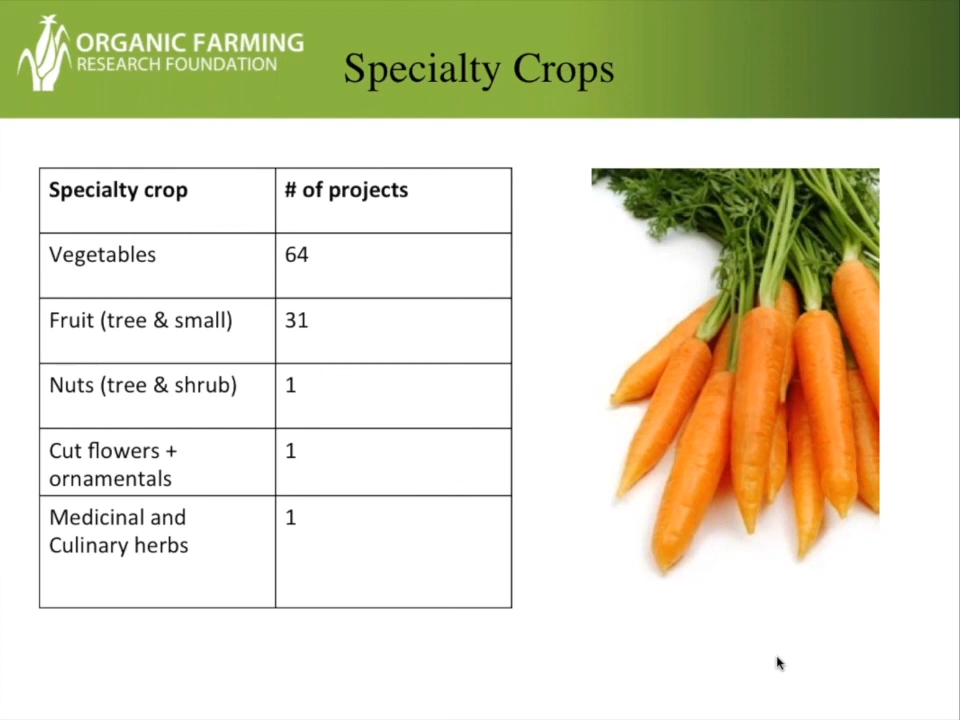 ORGANIC FARMING
RESEARCH FOUNDATION
Specialty Crops
Specialty crop # of projects
Vegetables 64
Fruit (tree & small) 31
Nuts (tree & shrub) 1
Cut flowers + 1
ornamentals
Medicinal and 1
Culinary herbs